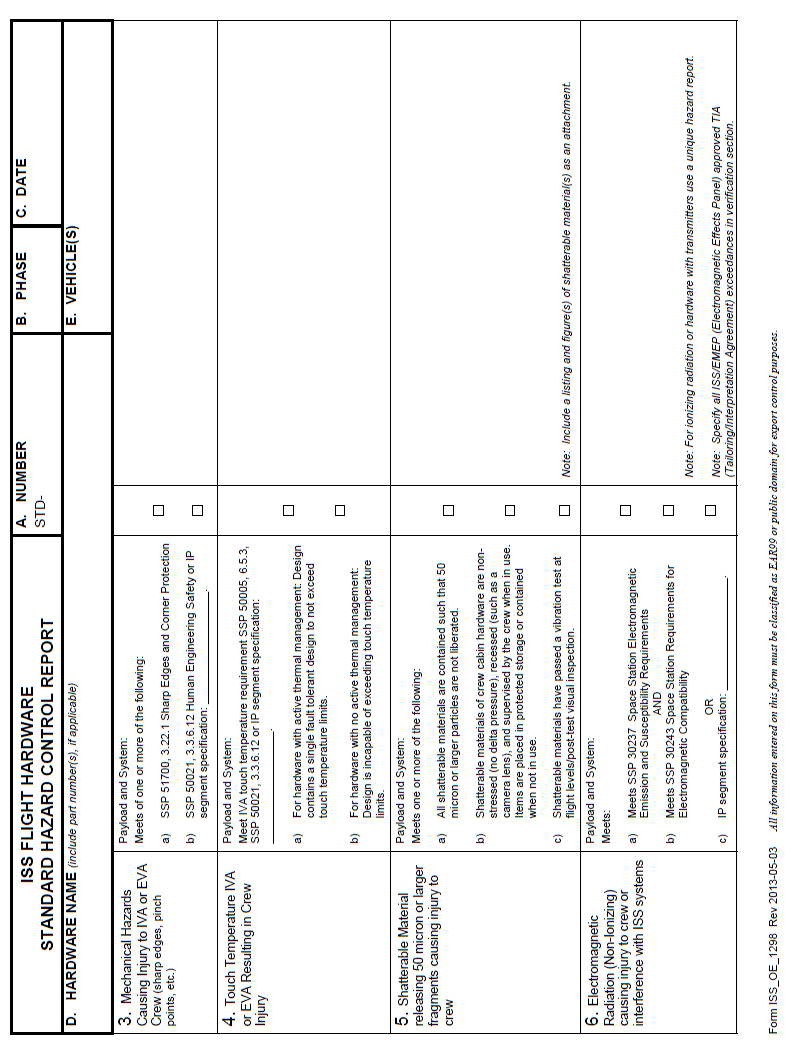 ISS FLIGHT HARDWARE
STANDARD HAZARD CONTROL REPORT
A. NUMBER
STD-
B. PHASE
C. DATE
D. HARDWARE NAME (include part number(s), if applicable)
E. VEHICLE(S)
3. Mechanical Hazards
Causing Injury to IVA or EVA
Crew (sharp edges, pinch
points, etc.)
Payload and System:
Meets of one or more of the following:
a) SSP 51700, 3.22.1 Sharp Edges and Corner Protection
b) SSP 50021, 3.3.6.12 Human Engineering Safety or IP
segment specification: ________________.
4. Touch Temperature IVA
or EVA Resulting in Crew
Injury
Payload and System:
Meet IVA touch temperature requirement SSP 50005, 6.5.3,
SSP 50021, 3.3.6.12 or IP segment specification:
________________.
a) For hardware with active thermal management: Design
contains a single fault tolerant design to not exceed
touch temperature limits.
b) For hardware with no active thermal management:
Design is incapable of exceeding touch temperature
limits.
5. Shatterable Material
releasing 50 micron or larger
fragments causing injury to
crew
Payload and System:
Meets one or more of the following:
a) All shatterable materials are contained such that 50
micron or larger particles are not liberated.
b) Shatterable materials of crew cabin hardware are non-
stressed (no delta pressure), recessed (such as a
camera lens), and supervised by the crew when in use.
Items are placed in protected storage or contained
when not in use.
c) Shatterable materials have passed a vibration test at
flight levels/post-test visual inspection.
Note: Include a listing and figure(s) of shatterable material(s) as an attachment.
6. Electromagnetic
Radiation (Non-Ionizing)
causing injury to crew or
interference with ISS systems
Payload and System:
Meets:
a) Meets SSP 30237 Space Station Electromagnetic
Emission and Susceptibility Requirements
AND
b) Meets SSP 30243 Space Station Requirements for
Electromagnetic Compatibility
OR
c) IP segment specification: ________________.
Note: For ionizing radiation or hardware with transmitters use a unique hazard report.
Note: Specify all ISS/EMEP (Electromagnetic Effects Panel) approved TIA
(Tailoring/Interpretation Agreement) exceedances in verification section.
Form ISS_OE_1298 Rev 2013-05-03 All information entered on this form must be classified as EAR99 or public domain for export control purposes.